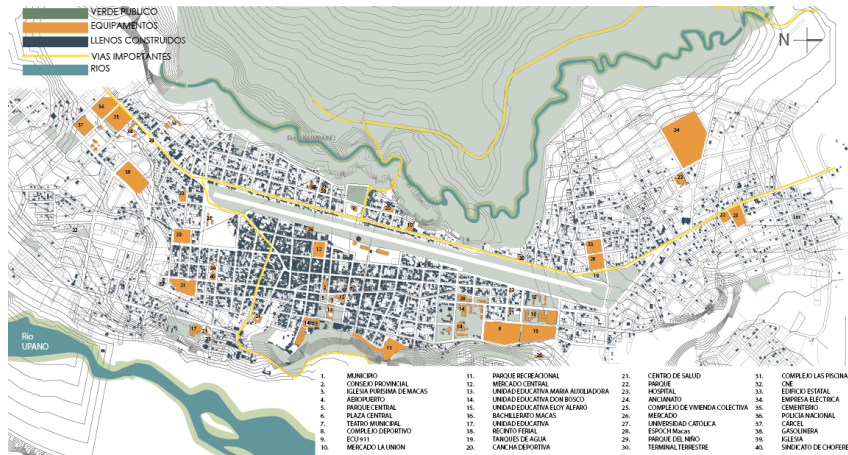 VERDE PUBLICO
EQUIPAMENTOS
LLENOS CONSTRUIDOS
VIAS IMPORTANTES
RIOS
N
Rio
UPANO
1. MUNICIPIO
2. CONSEJO PROVINCIAL
3. IGLESIA PURISIMA DE MACAS
4. AEROPUERTO
5. PARQUE CENTRAL
6. PLAZA CENTRAL
7. TEATRO MUNICIPAL
8. COMPLEJO DEPORTIVO
9. ECU 911
10. MERCADO LA UNIÓN
11. PARQUE RECREACIONAL
12. MERCADO CENTRAL
13. UNIDAD EDUCATIVA MARIA AUXILIADORA
14. UNIDAD EDUCATIVA DON BOSCO
15. UNIDAD EDUCATIVA ELOY ALFARO
16. BACHILLERATO MACAS
17. UNIDAD EDUCATIVA
18. RECINTO FERIAL
19. TANQUES DE AGUA
20. CANCHA DEPORTIVA
21. CENTRO DE SALUD
22. PARQUE
23. HOSPITAL
24. ANCIANATO
25. COMPLEJO DE VIVIENDA COLECTIVA
26. MERCADO
27. UNIVERSIDAD CATÓLICA
28. ESPOCH Macas
29. PARQUE DEL NIÑO
30. TERMINAL TERRESTRE
31. COMPLEJO LAS PISCINA
32. CNE
33. EDIFICIO ESTATAL
34. EMPRESA ELÉCTRICA
35. CEMENTERIO
36. POLICÍA NACIONAL
37. CARCEL
38. GASOLINERA
39. IGLESIA
40. SINDICATO DE CHOFERE